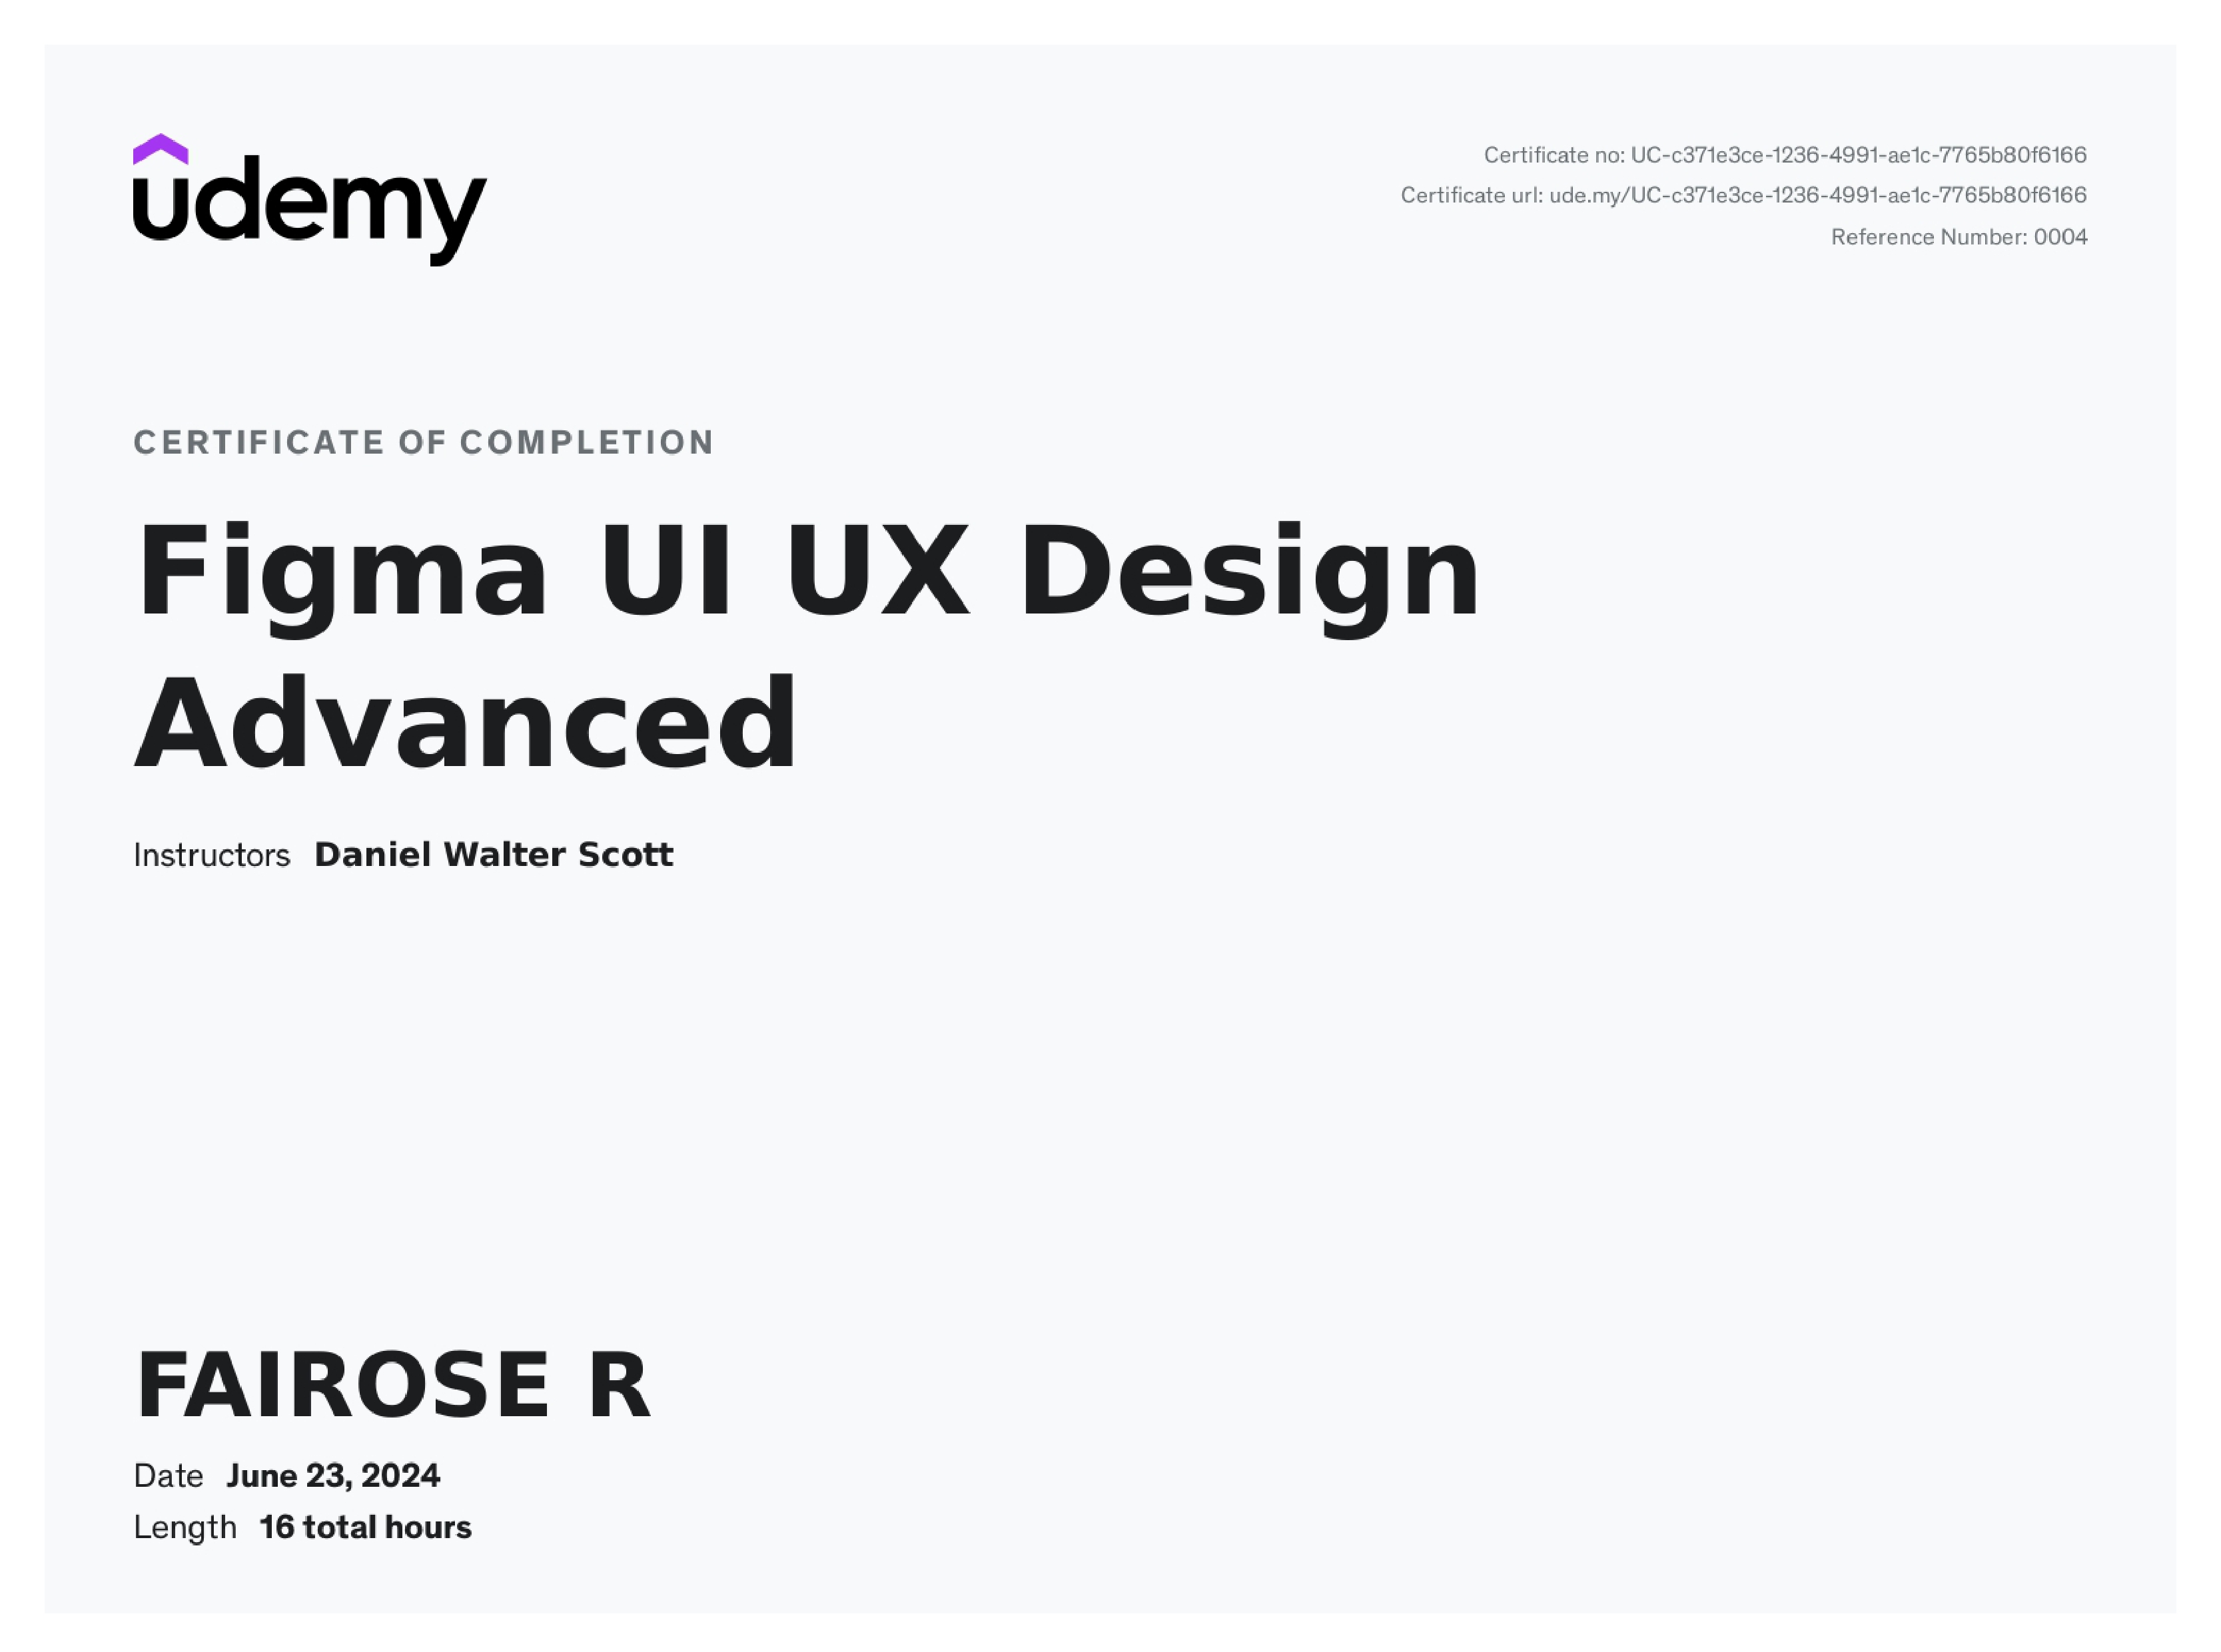 udemy
Certificate no: UC-c371e3ce-1236-4991-ae1c-7765b80f6166
Certificate url: ude.my/UC-c371e3ce-1236-4991-ae1c-7765b80f6166
Reference Number: 0004
CERTIFICATE OF COMPLETION
Figma UI UX Design
Advanced
Instructors Daniel Walter Scott
FAIROSE R
Date June 23, 2024
Length 16 total hours